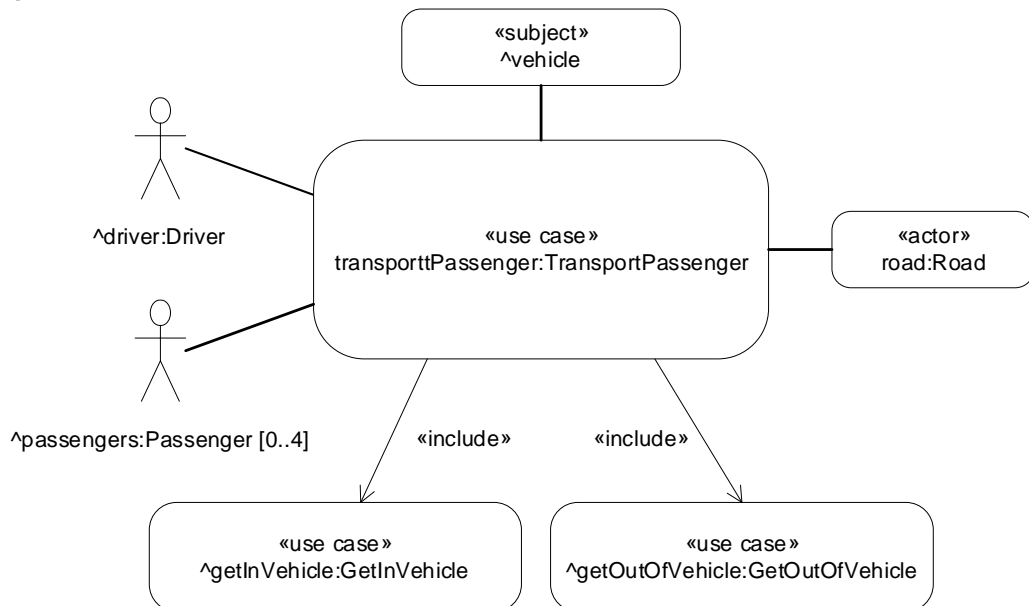 «subject»
^vehicle
^driver:Driver
«use case»
transporttPassenger:TransportPassenger
«actor»
road:Road
^passengers:Passenger [0..4]
«include»
«include»
«use case»
^getInVehicle:GetInVehicle
«use case»
^getOutOfVehicle:GetOutOfVehicle